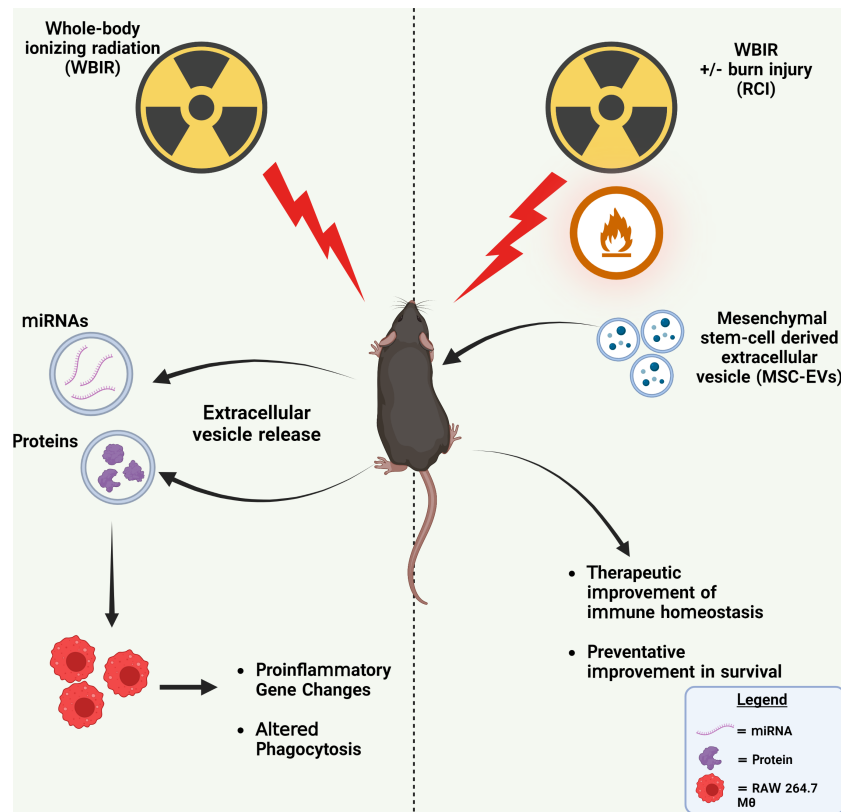 Whole-body
ionizing radiation
(WBIR)
WBIR
+/- burn injury
(RCI)
miRNAs
Proteins
Extracellular
vesicle release
Mesenchymal
stem-cell derived
extracellular
vesicle (MSC-EVs)
• Proinflammatory
Gene Changes
• Altered
Phagocytosis
• Therapeutic
improvement of
immune homeostasis
• Preventative
improvement in survival
Legend
= miRNA
= Protein
= RAW 264.7
Mθ